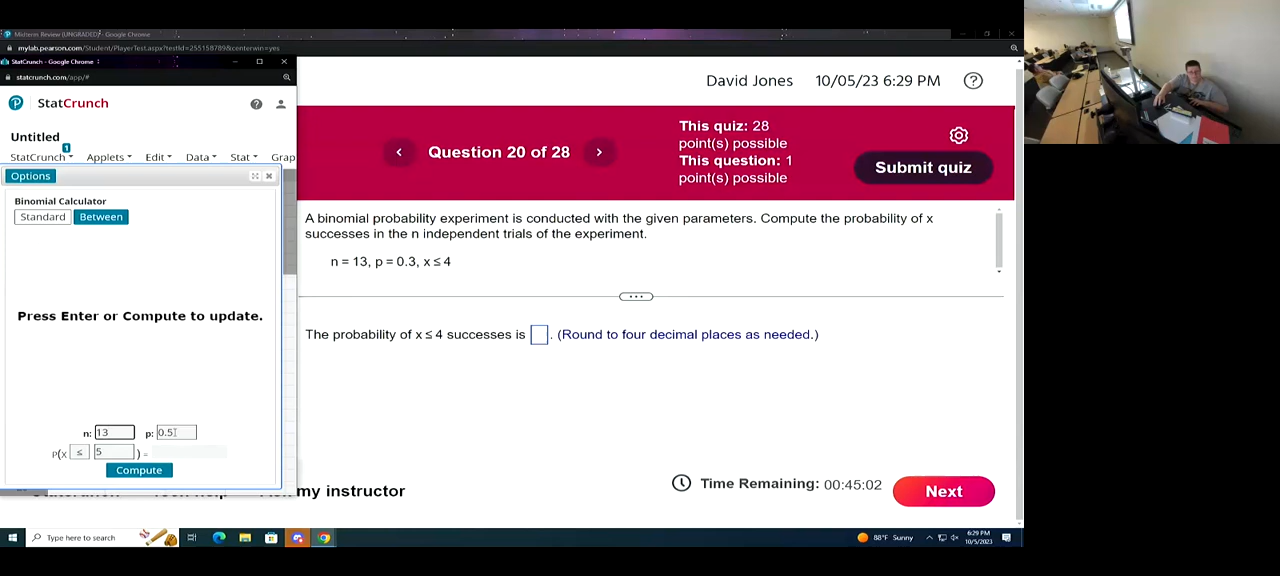 Midterm Review (UNGRADED) - Google Chrome
mylab.pearson.com/Student/PlayerTest.aspx?testId=255158789&centerwin=yes
StatCrunch - Google Chrome
statcrunch.com/app/#
StatCrunch
Untitled
1
StatCrunch Applets Edit Data Stat Grap
Options
Binomial Calculator
Standard Between
Press Enter or Compute to update.
n: 13 p: 0.5
P(x ≤ 5 ) =
Compute
David Jones 10/05/23 6:29 PM ?
Question 20 of 28
This quiz: 28
point(s) possible
This question: 1
point(s) possible
Submit quiz
A binomial probability experiment is conducted with the given parameters. Compute the probability of x
successes in the n independent trials of the experiment.
n = 13, p = 0.3, x ≤ 4
The probability of x ≤ 4 successes is . (Round to four decimal places as needed.)
my instructor
Time Remaining: 00:45:02
Next
Type here to search
88°F Sunny
6:29 PM
10/5/2023